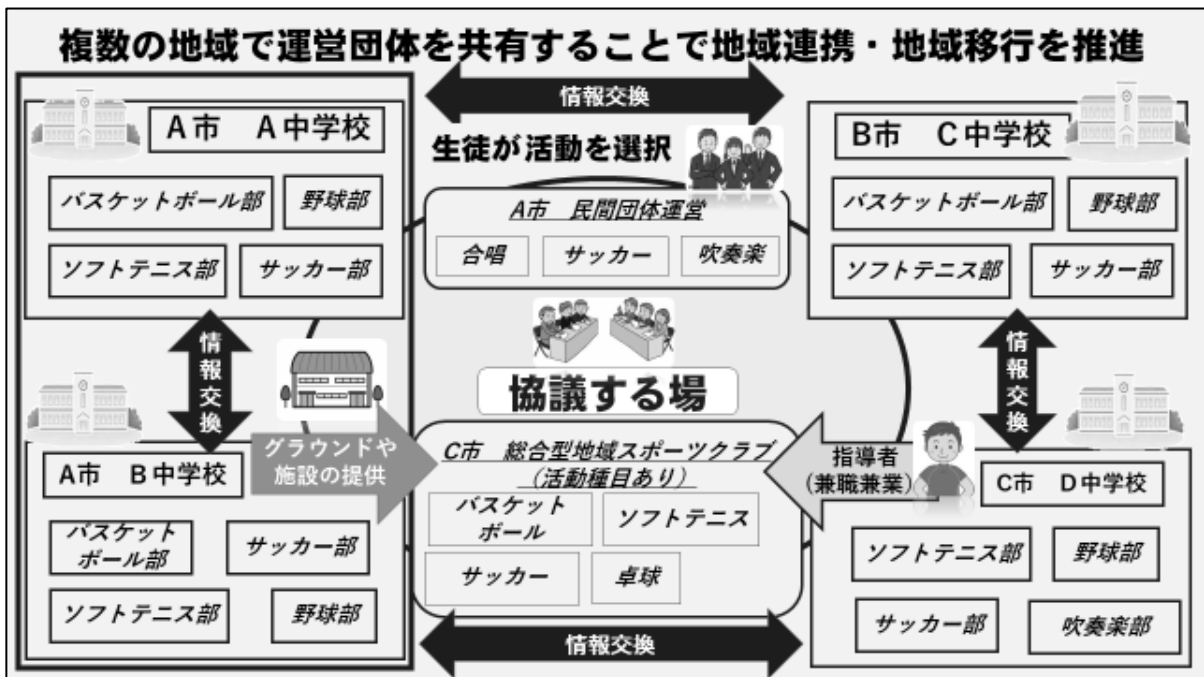 複数の地域で運営団体を共有することで地域連携・地域移行を推進
情報交換
A市　A中学校
バスケットボール部
野球部
ソフトテニス部
サッカー部
情報交換
A市　B中学校
バスケット
ボール部
サッカー部
ソフトテニス部
野球部
グラウンドや
施設の提供
生徒が活動を選択
A市　民間団体運営
合唱
サッカー
吹奏楽
協議する場
C市　総合型地域スポーツクラブ
（活動種目あり）
バスケット
ボール
ソフトテニス
サッカー
卓球
情報交換
B市　C中学校
バスケットボール部
野球部
ソフトテニス部
サッカー部
情報交換
指導者
（兼職兼業）
C市　D中学校
ソフトテニス部
野球部
サッカー部
吹奏楽部